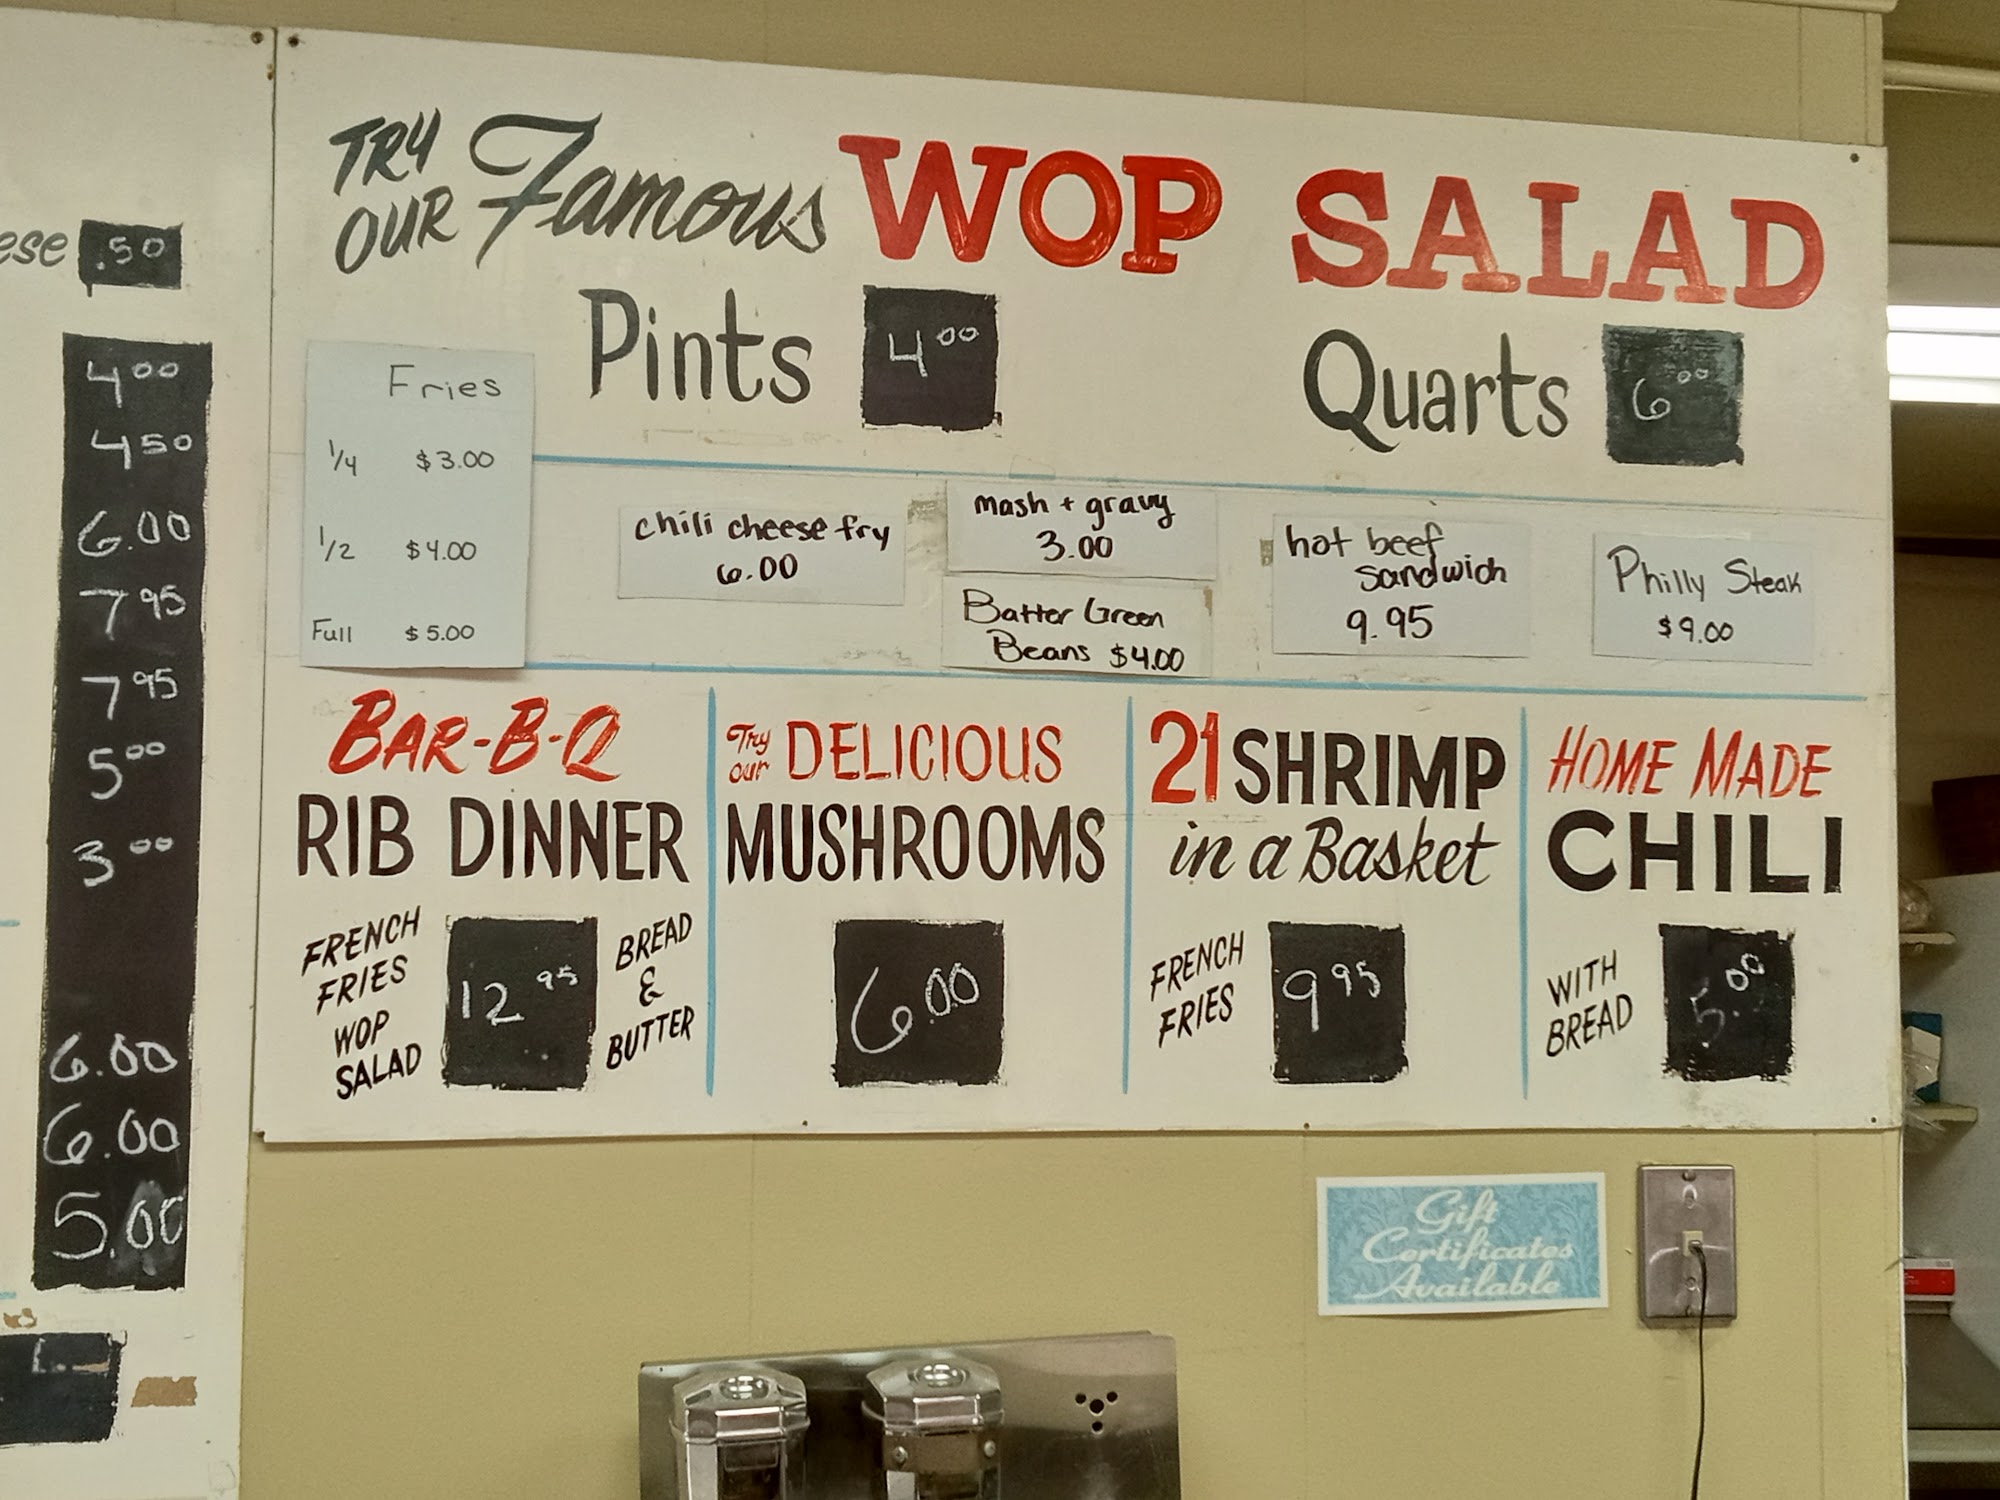 ese .50
4.00
4.50
6.00
7.95
7.95
5.00
3.00
6.00
6.00
5.00
TRY OUR Famous WOP SALAD
Pints 4.00 Quarts 6.00
Fries
1/4 $3.00
1/2 $4.00
Full $5.00
chili cheese fry
6.00
mash + gravy
3.00
Batter Green
Beans $4.00
hot beef
sandwich
9.95
Philly Steak
$9.00
BAR-B-Q
RIB DINNER
FRENCH
FRIES
WOP
SALAD
12.95
BREAD
&
BUTTER
Try our DELICIOUS
MUSHROOMS
6.00
21 SHRIMP
in a Basket
FRENCH
FRIES
9.95
HOME MADE
CHILI
WITH
BREAD
5.00
Gift
Certificates
Available